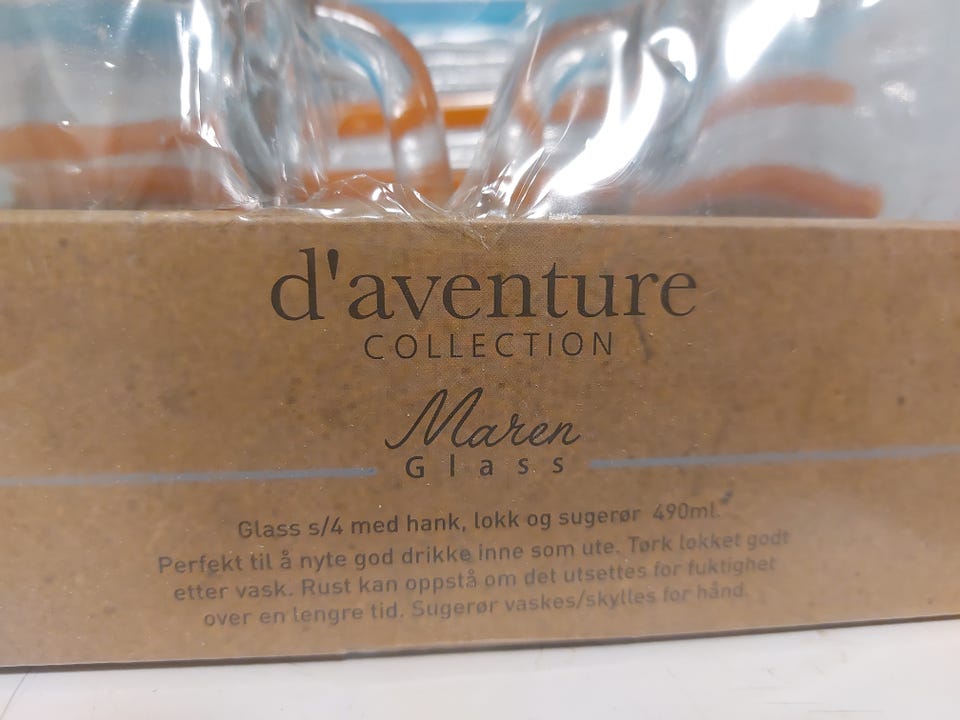 d'aventure
COLLECTION
Maren
Glass
Glass s/4 med hank, lokk og sugerør 490ml.
Perfekt til å nyte god drikke inne som ute. Tørk lokket godt
etter vask. Rust kan oppstå om det utsettes for fuktighet
over en lengre tid. Sugerør vaskes/skylles for hånd.